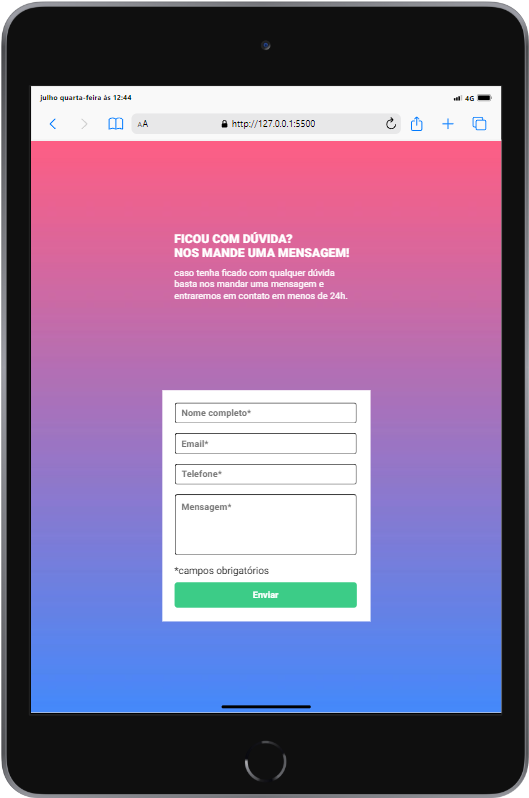 julho quarta-feira ás 12:44
4G
AA
http://127.0.0.1:5500
FICOU COM DÚVIDA?
NOS MANDE UMA MENSAGEM!
caso tenha ficado com qualquer dúvida
basta nos mandar uma mensagem e
entraremos em contato em menos de 24h.
Nome completo*
Email*
Telefone*
Mensagem*
*campos obrigatórios
Enviar